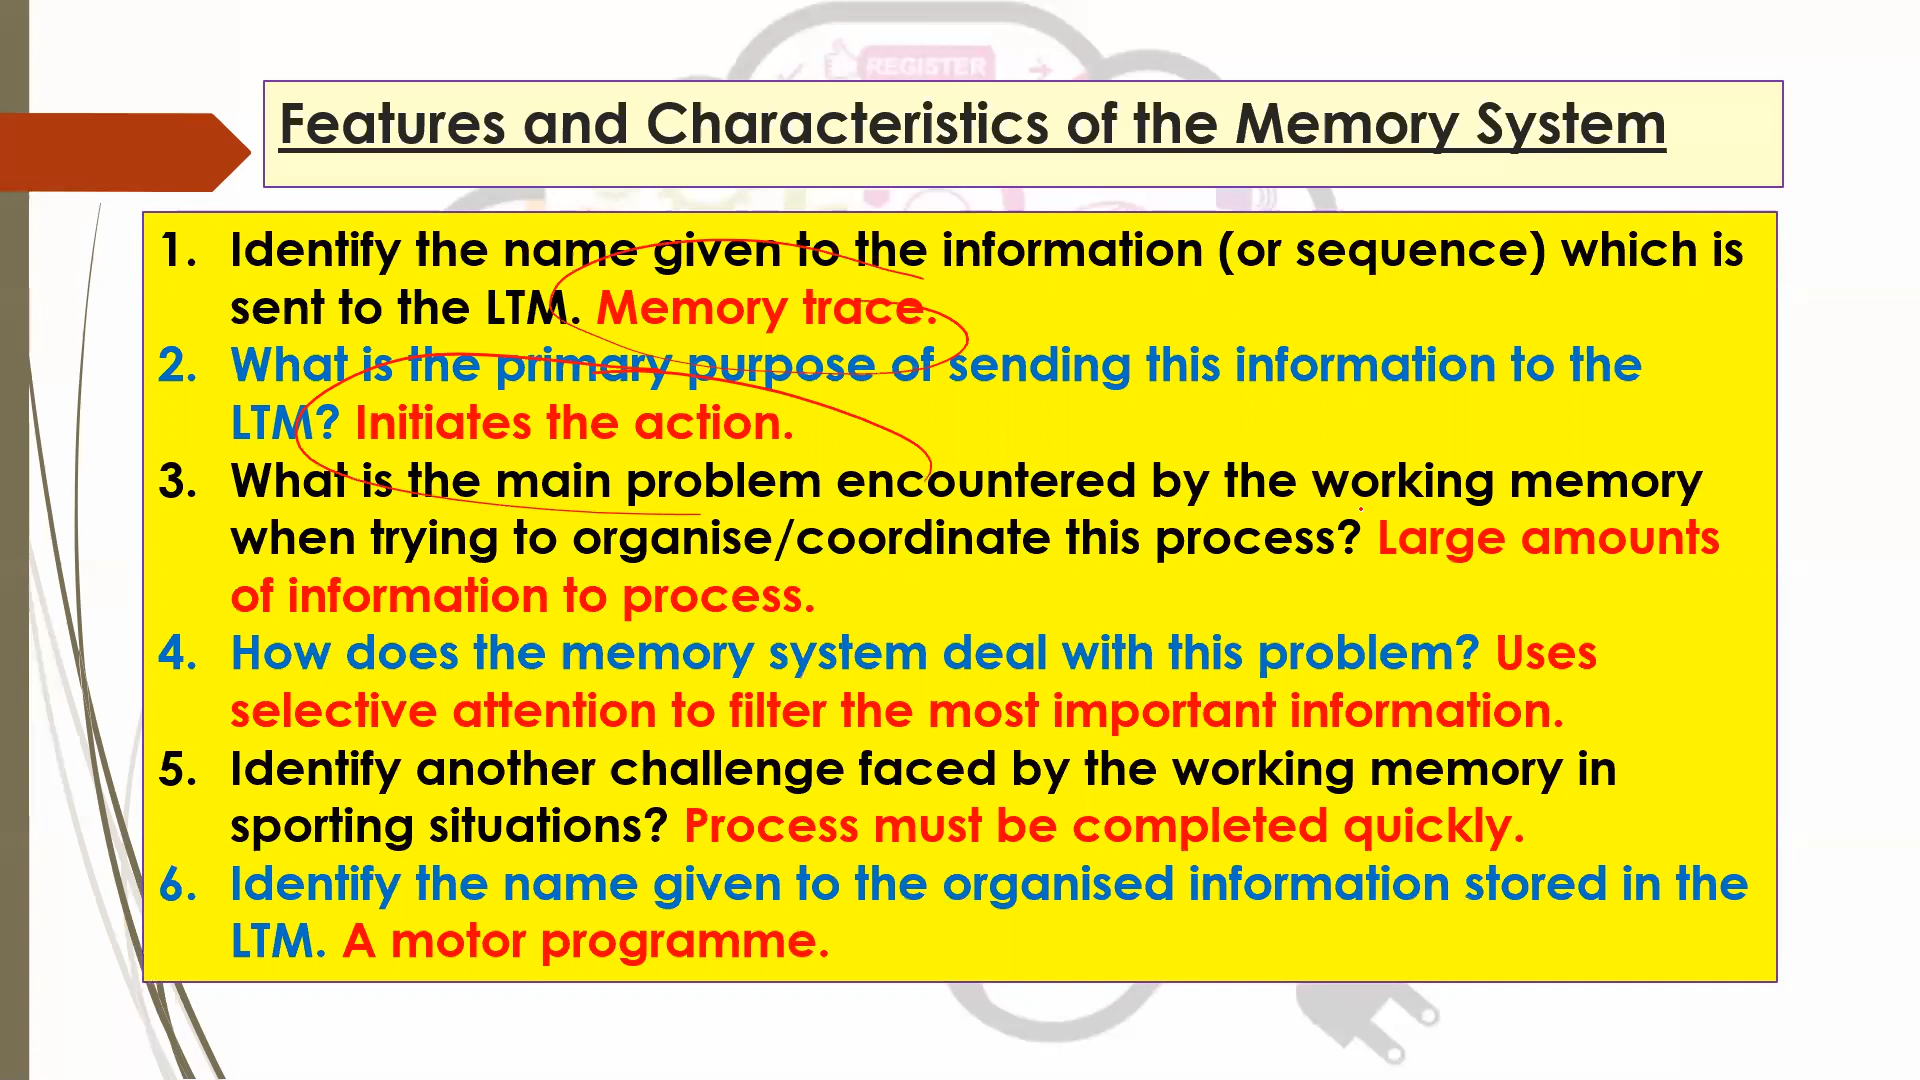 REGISTER
Features and Characteristics of the Memory System
1. Identify the name given to the information (or sequence) which is
sent to the LTM. Memory trace.
2. What is the primary purpose of sending this information to the
LTM? Initiates the action.
3. What is the main problem encountered by the working memory
when trying to organise/coordinate this process? Large amounts
of information to process.
4. How does the memory system deal with this problem? Uses
selective attention to filter the most important information.
5. Identify another challenge faced by the working memory in
sporting situations? Process must be completed quickly.
6. Identify the name given to the organised information stored in the
LTM. A motor programme.